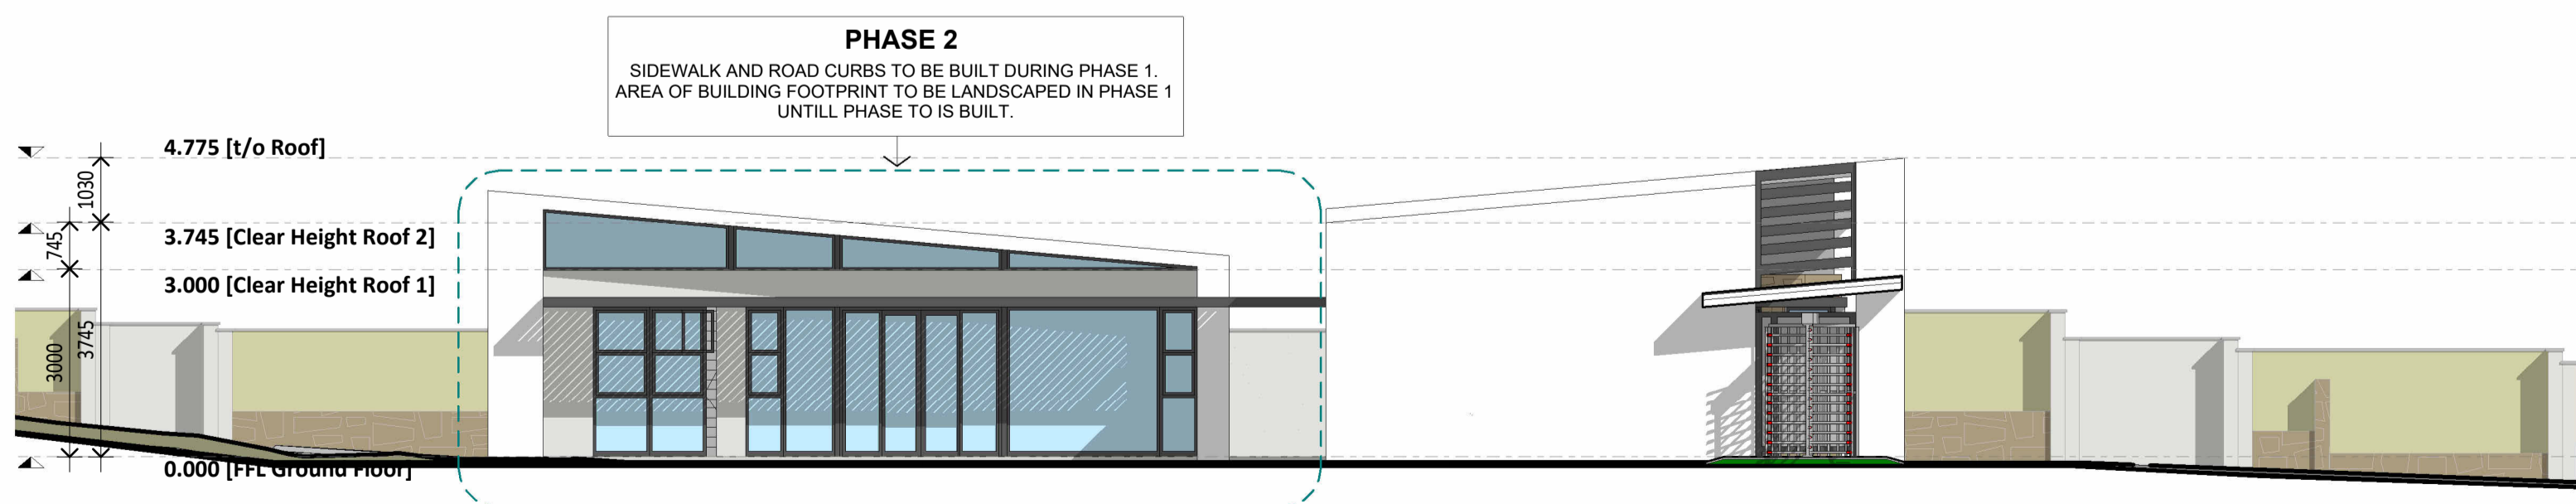 PHASE 2
SIDEWALK AND ROAD CURBS TO BE BUILT DURING PHASE 1.
AREA OF BUILDING FOOTPRINT TO BE LANDSCAPED IN PHASE 1
UNTILL PHASE TO IS BUILT.
4.775 [t/o Roof]
1030
3.745 [Clear Height Roof 2]
745
3.000 [Clear Height Roof 1]
3000
3745
0.000 [FFL Ground Floor]